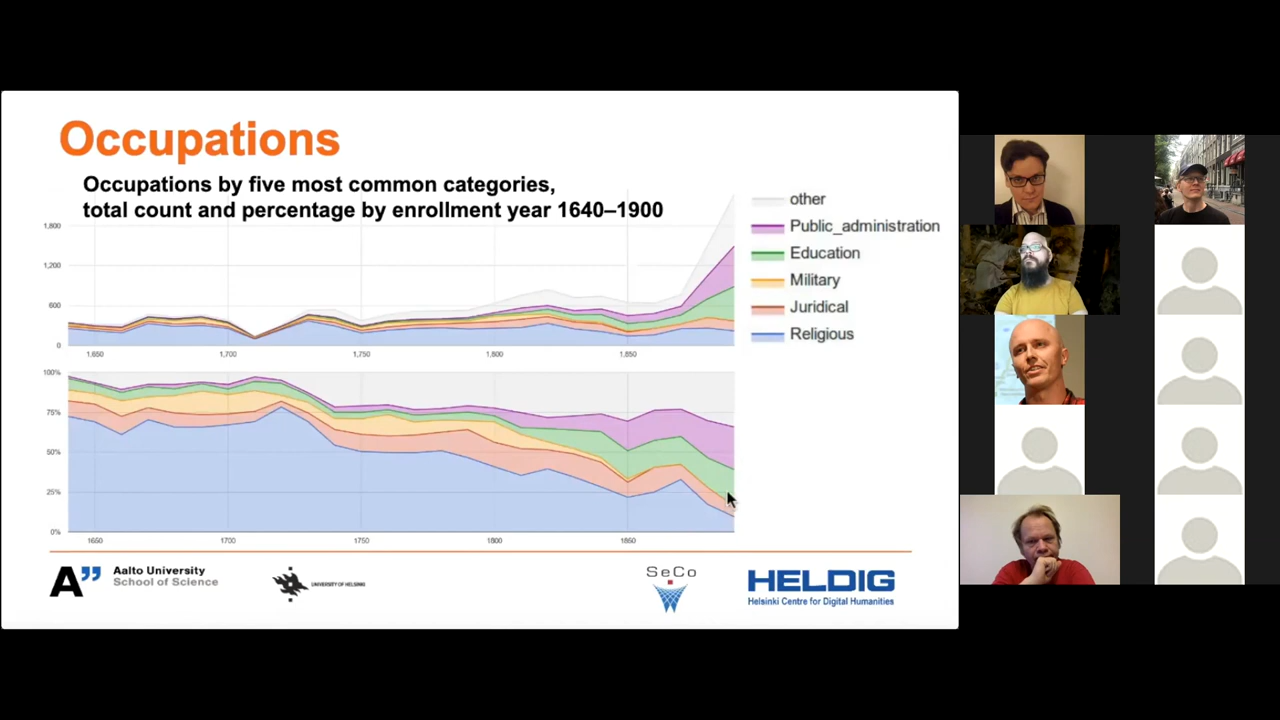 Occupations
Occupations by five most common categories,
total count and percentage by enrollment year 1640–1900
1,800
1,200
600
0
1,650
1,700
1,750
1,800
1,850
other
Public_administration
Education
Military
Juridical
Religious
100%
75%
50%
25%
0%
1650
1700
1750
1800
1850
A”
Aalto University
School of Science
UNIVERSITY OF HELSINKI
SeCo
HELDIG
Helsinki Centre for Digital Humanities